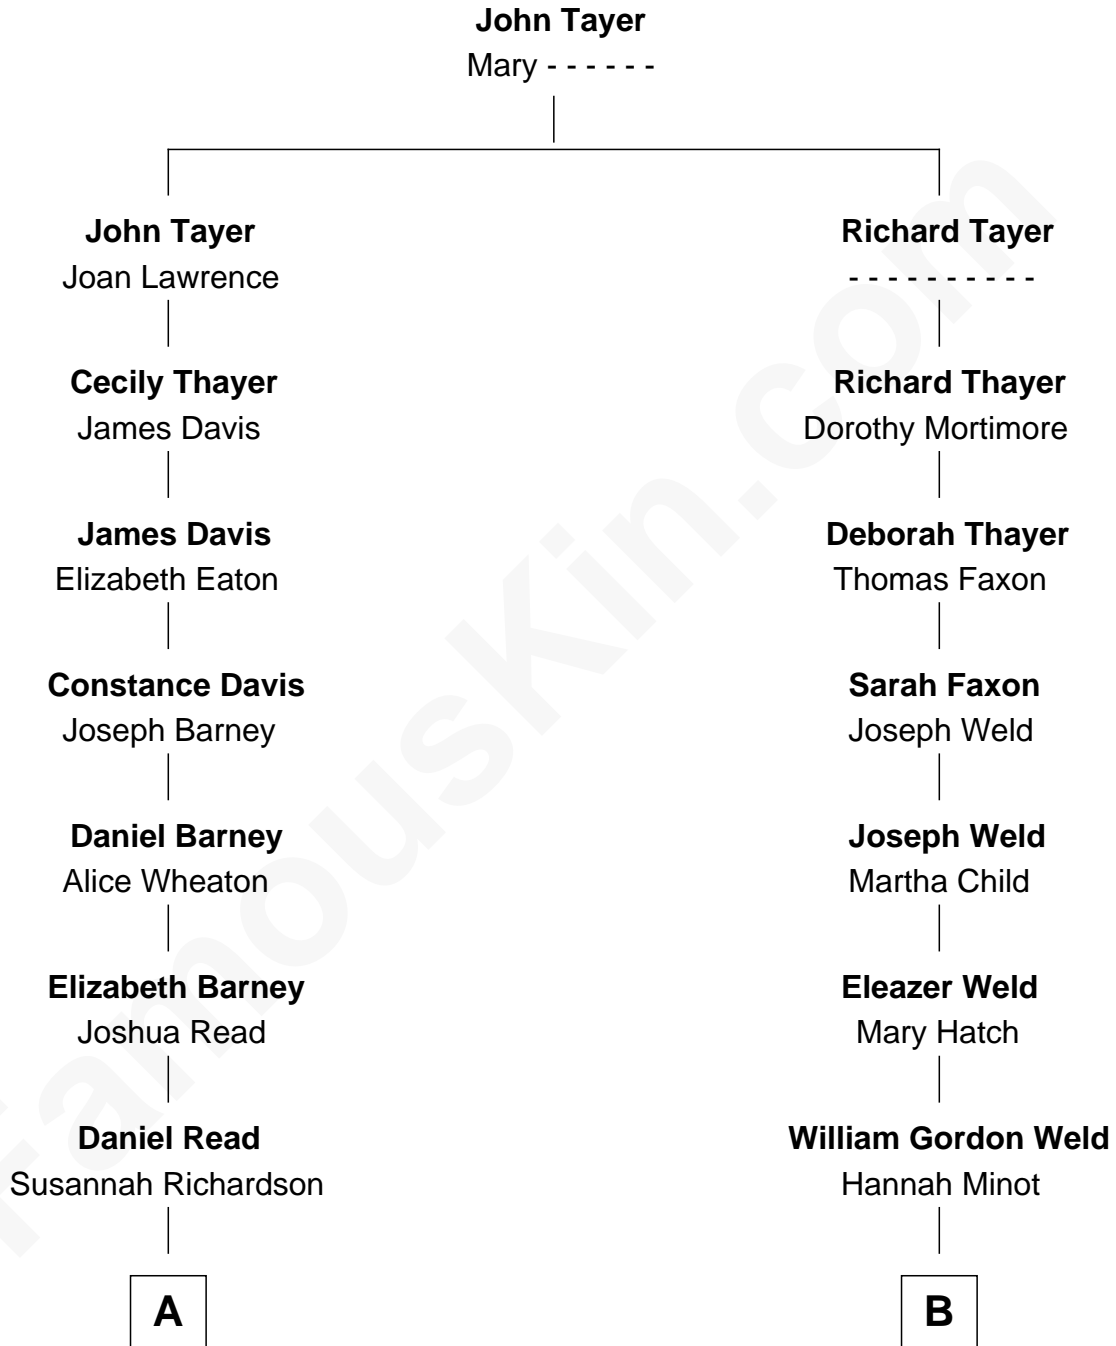 John Tayer
Mary - - - - - -
John Tayer
Joan Lawrence
Richard Tayer
- - - - - - - - - -
Cecily Thayer
James Davis
Richard Thayer
Dorothy Mortimore
James Davis
Elizabeth Eaton
Deborah Thayer
Thomas Faxon
Constance Davis
Joseph Barney
Sarah Faxon
Joseph Weld
Daniel Barney
Alice Wheaton
Joseph Weld
Martha Child
Elizabeth Barney
Joshua Read
Eleazer Weld
Mary Hatch
Daniel Read
Susannah Richardson
William Gordon Weld
Hannah Minot
A
B
famousKin.com